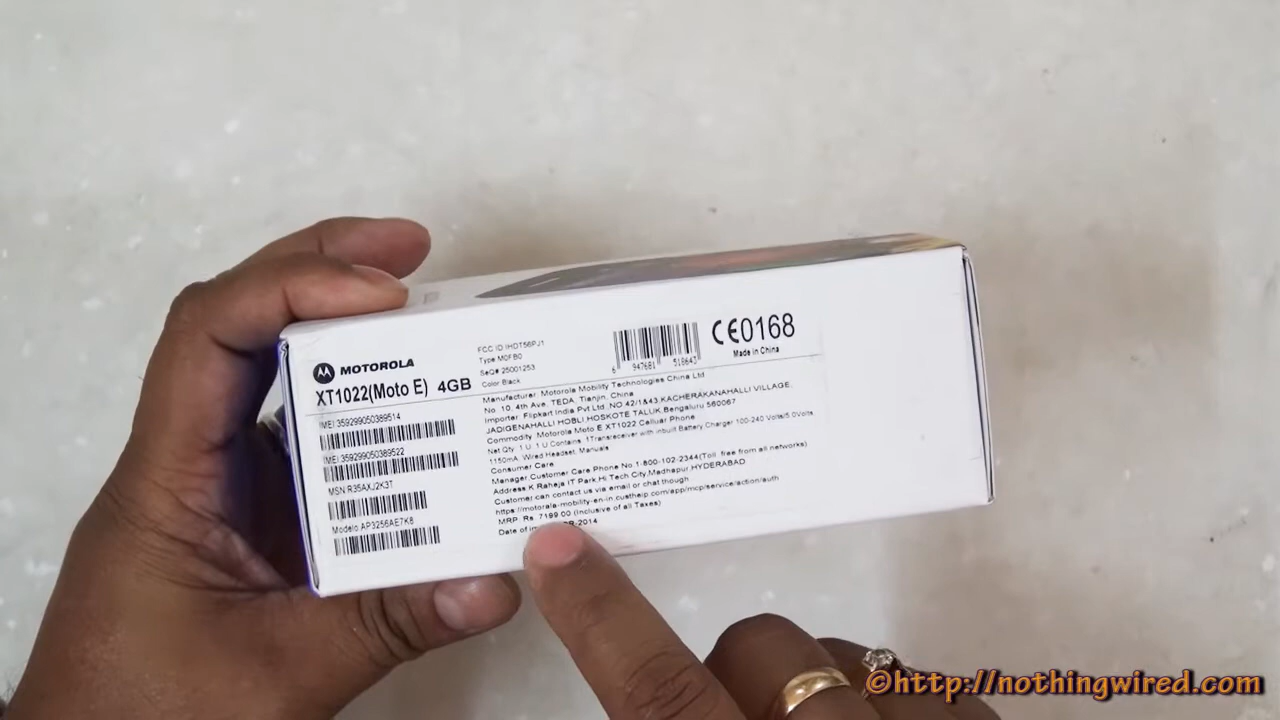 MOTOROLA
XT1022(Moto E) 4GB
IMEI 359299050389514
IMEI 359299050389522
MSN R35AXJ2K3T
Modelo AP3256AE7K8
FCC ID IHDT56PJ1
Type M0FB0
SeQ# 25001253
Color Black
6 947681 518643
CE0168
Made in China
Manufacturer: Motorola Mobility Technologies China Ltd
No. 10, 4th Ave, TEDA, Tianjin, China
Importer: Flipkart India Pvt Ltd.,NO 42/1&43,KACHERAKANAHALLI VILLAGE,
JADIGENAHALLI HOBLI,HOSKOTE TALUK,Bengaluru 560067
Commodity: Motorola Moto E XT1022 Celluar Phone
Net Qty: 1 U. 1 U Contains: 1Transreceiver with inbuilt Battery Charger 100-240 Volts/5.0Volts
1150mA, Wired Headset, Manuals
Consumer Care
Manager,Customer Care Phone No.1-800-102-2344(Toll free from all networks)
Address:K Raheja IT Park,Hi Tech City,Madhapur,HYDERABAD
Customer can contact us via email or chat though
https://motorola-mobility-en-in.custhelp.com/app/mcp/service/action/auth
MRP: Rs. 7199.00 (Inclusive of all Taxes)
Date of -2014
©http://nothingwired.com